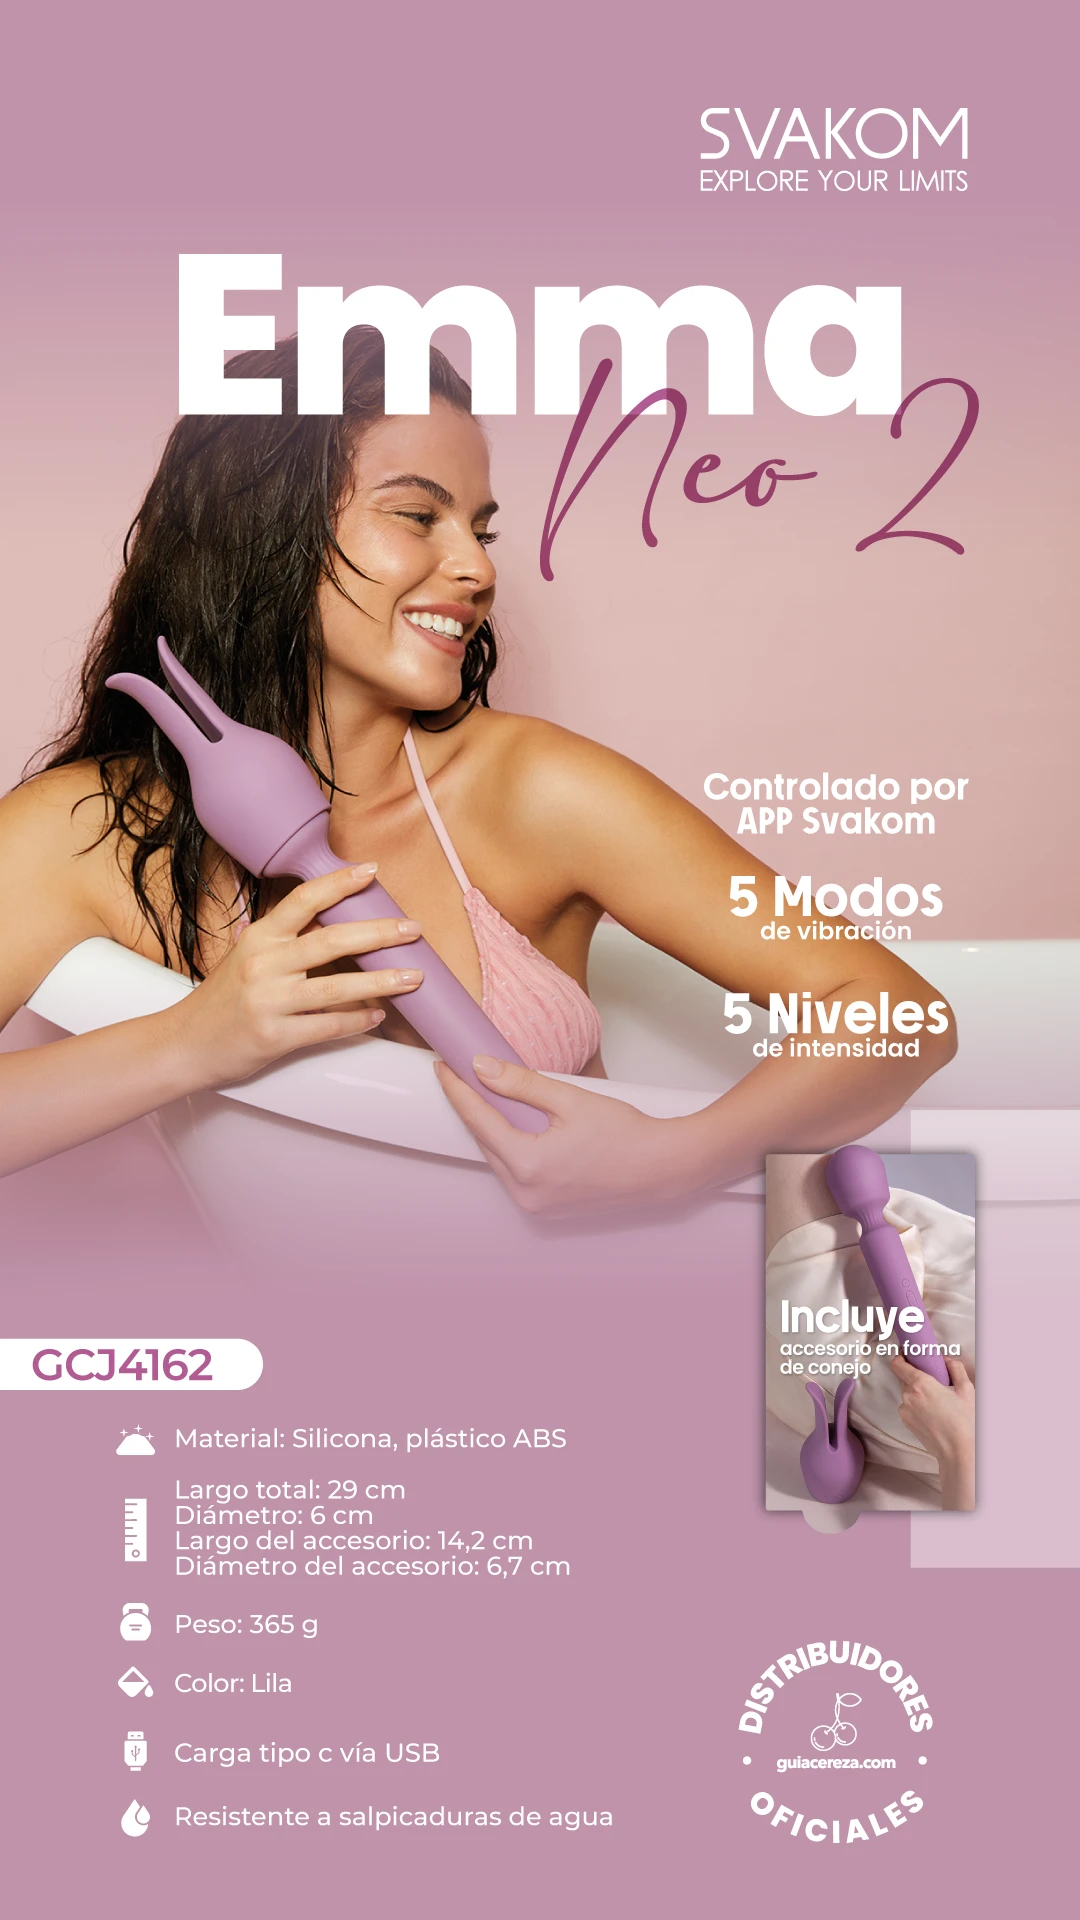 SVAKOM
EXPLORE YOUR LIMITS
Emma
Neo 2
Controlado por
APP Svakom
5 Modos
de vibración
5 Niveles
de intensidad
Incluye
accesorio en forma
de conejo
GCJ4162
Material: Silicona, plástico ABS
Largo total: 29 cm
Diámetro: 6 cm
Largo del accesorio: 14,2 cm
Diámetro del accesorio: 6,7 cm
Peso: 365 g
Color: Lila
Carga tipo c vía USB
Resistente a salpicaduras de agua
DISTRIBUIDORES
guiacereza.com
OFICIALES